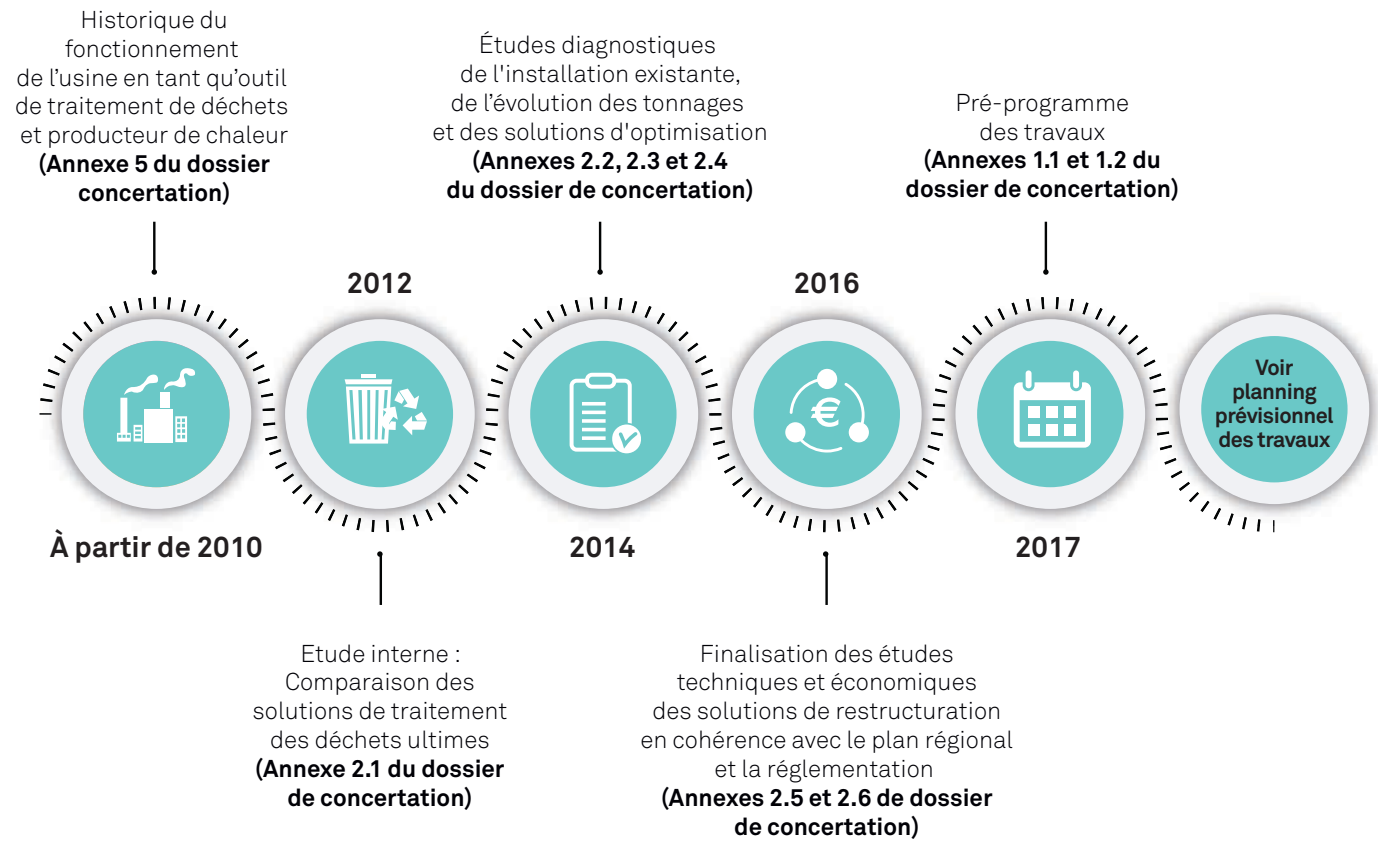 Historique du
fonctionnement
de l'usine en tant qu'outil
de traitement de déchets
et producteur de chaleur
(Annexe 5 du dossier
concertation)
À partir de 2010
2012
Etude interne :
Comparaison des
solutions de traitement
des déchets ultimes
(Annexe 2.1 du dossier
de concertation)
Études diagnostiques
de l'installation existante,
de l'évolution des tonnages
et des solutions d'optimisation
(Annexes 2.2, 2.3 et 2.4
du dossier de concertation)
2014
2016
€
Finalisation des études
techniques et économiques
des solutions de restructuration
en cohérence avec le plan régional
et la réglementation
(Annexes 2.5 et 2.6 de dossier
de concertation)
Pré-programme
des travaux
(Annexes 1.1 et 1.2 du
dossier de concertation)
2017
Voir
planning
prévisionnel
des travaux